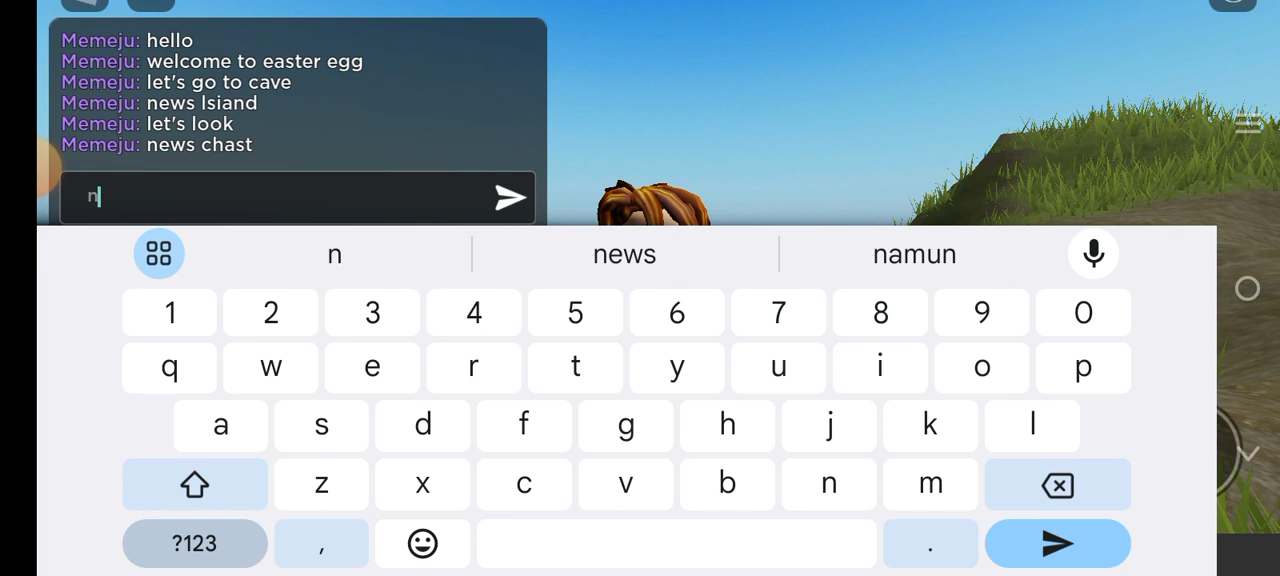 Memeju: hello
Memeju: welcome to easter egg
Memeju: let's go to cave
Memeju: news Isiand
Memeju: let's look
Memeju: news chast
n
n news namun
1 2 3 4 5 6 7 8 9 0
q w e r t y u i o p
a s d f g h j k l
z x c v b n m
?123 , .